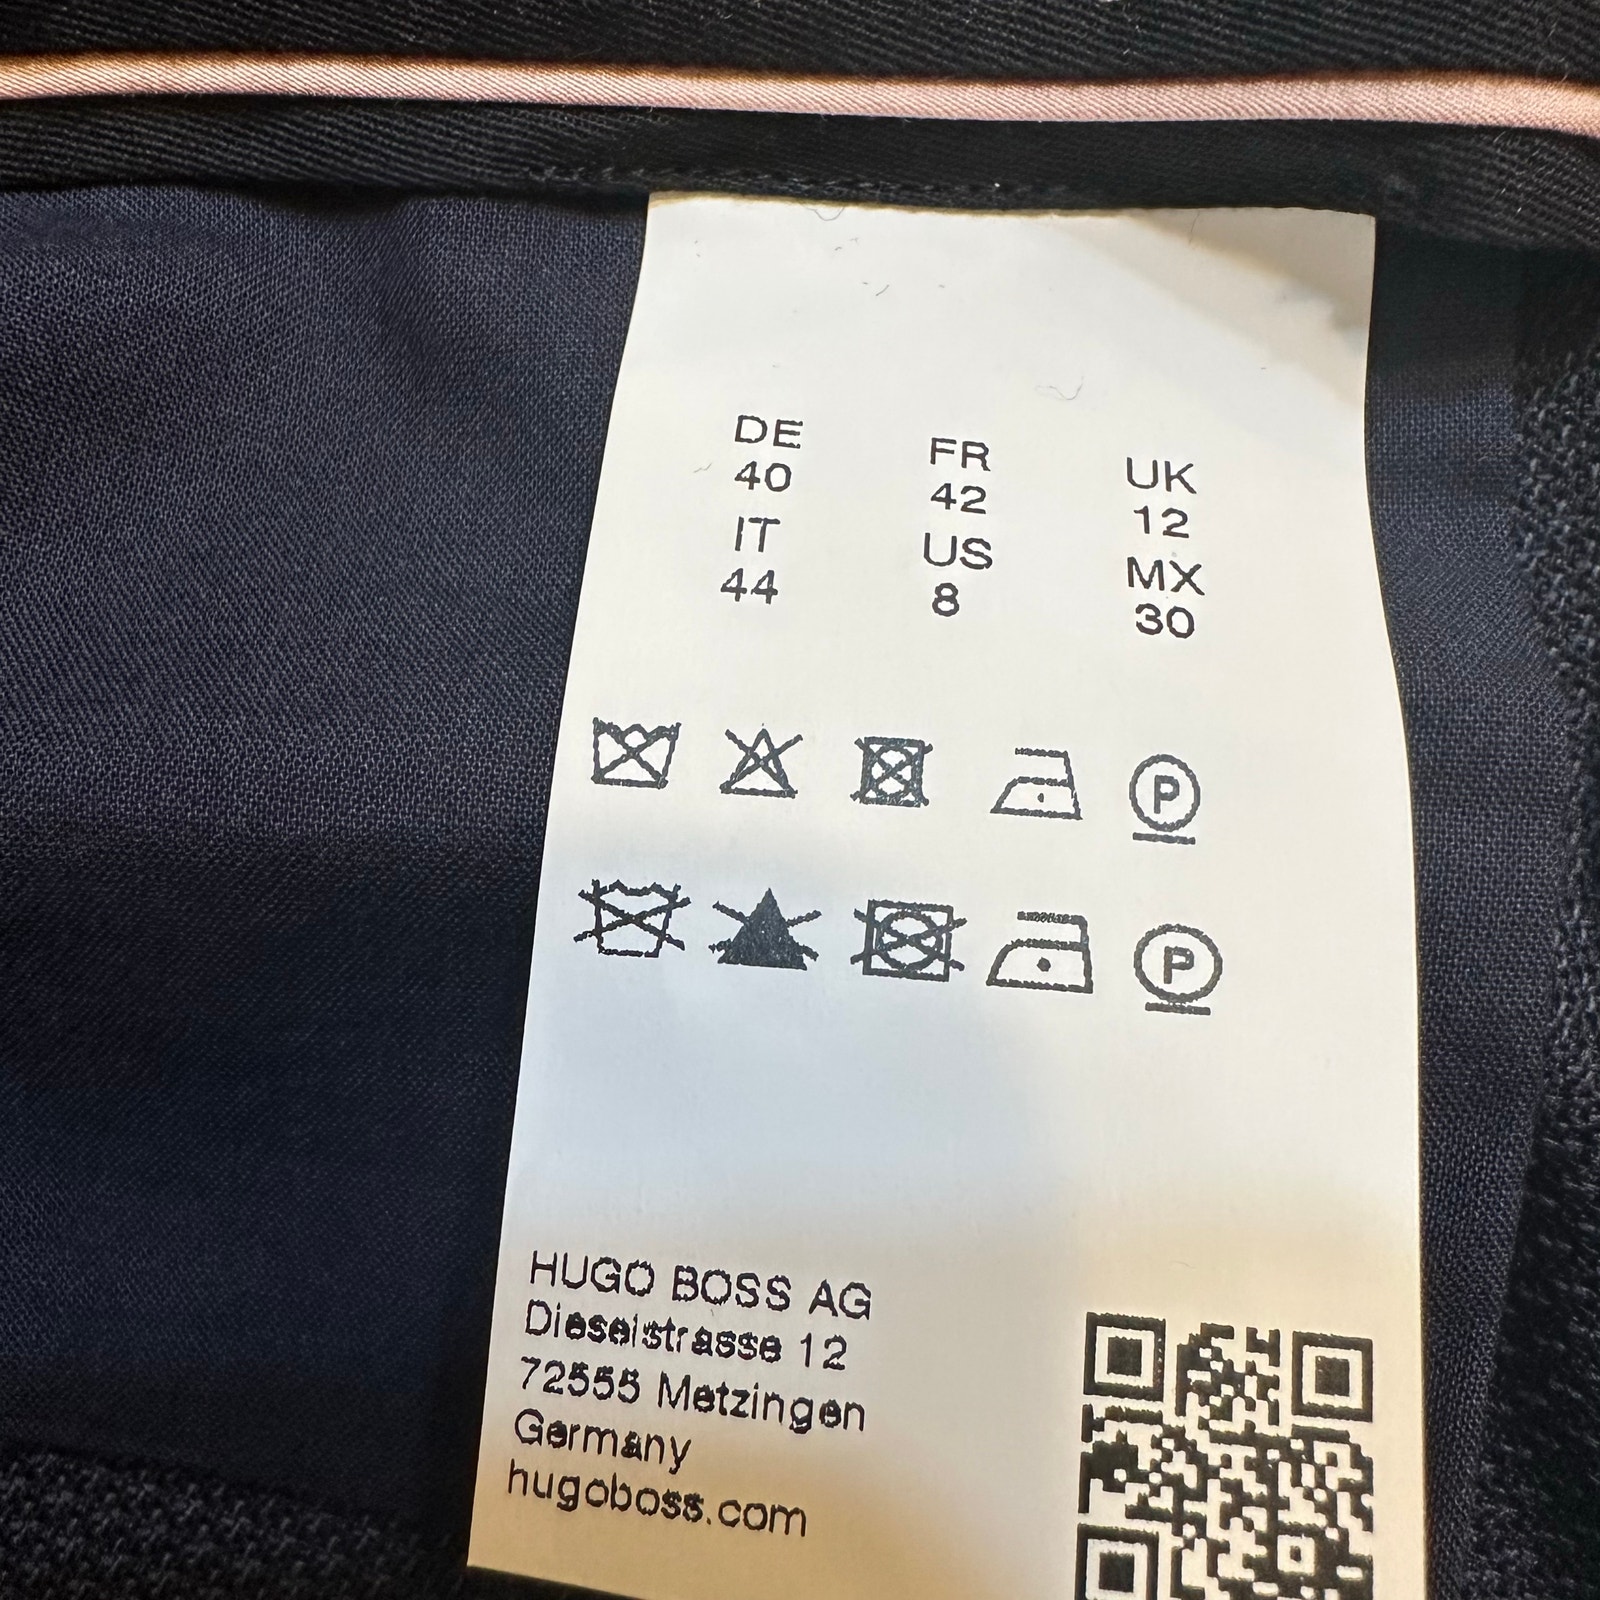 DE FR UK
40 42 12
IT US MX
44 8 30
P
P
HUGO BOSS AG
Dieselstrasse 12
72555 Metzingen
Germany
hugoboss.com